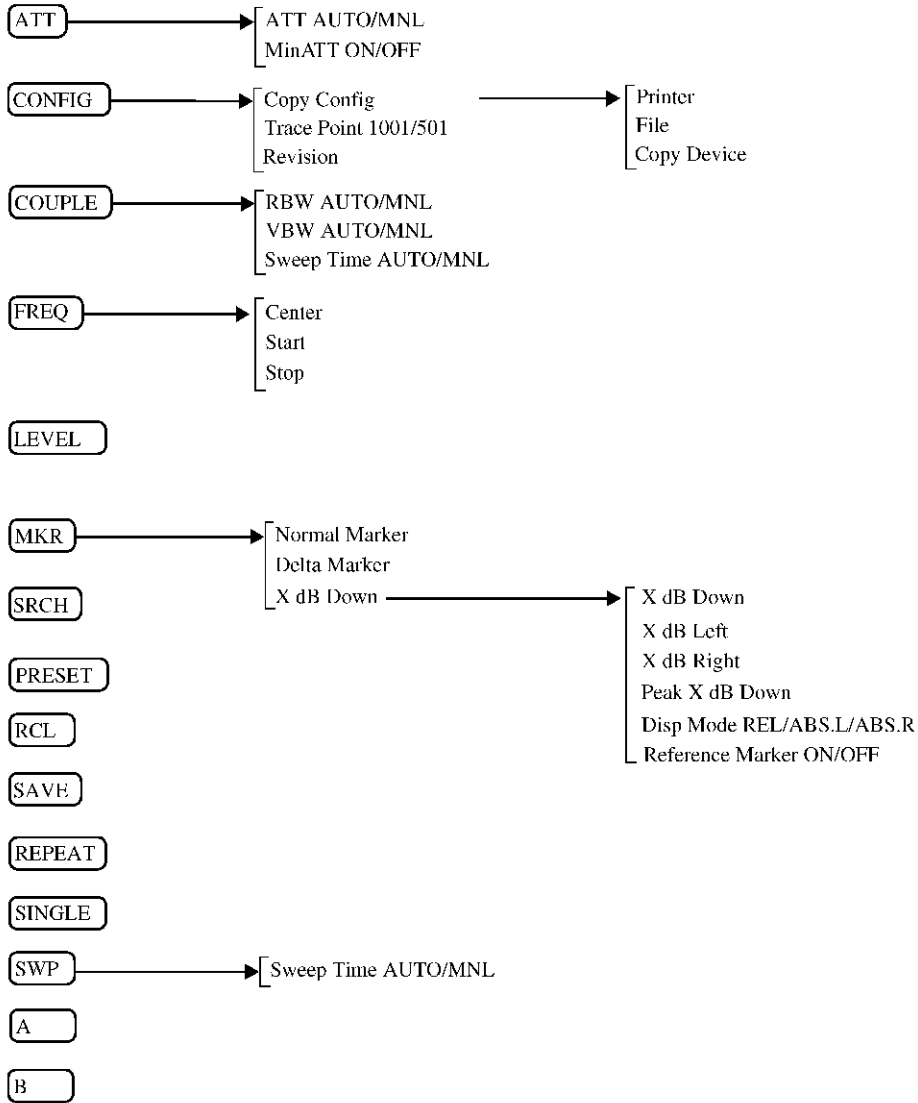 ATT
ATT AUTO/MNL
MinATT ON/OFF
CONFIG
Copy Config
Trace Point 1001/501
Revision
Printer
File
Copy Device
COUPLE
RBW AUTO/MNL
VBW AUTO/MNL
Sweep Time AUTO/MNL
FREQ
Center
Start
Stop
LEVEL
MKR
Normal Marker
Delta Marker
X dB Down
X dB Down
X dB Left
X dB Right
Peak X dB Down
Disp Mode REL/ABS.L/ABS.R
Reference Marker ON/OFF
SRCH
PRESET
RCL
SAVE
REPEAT
SINGLE
SWP
Sweep Time AUTO/MNL
A
B